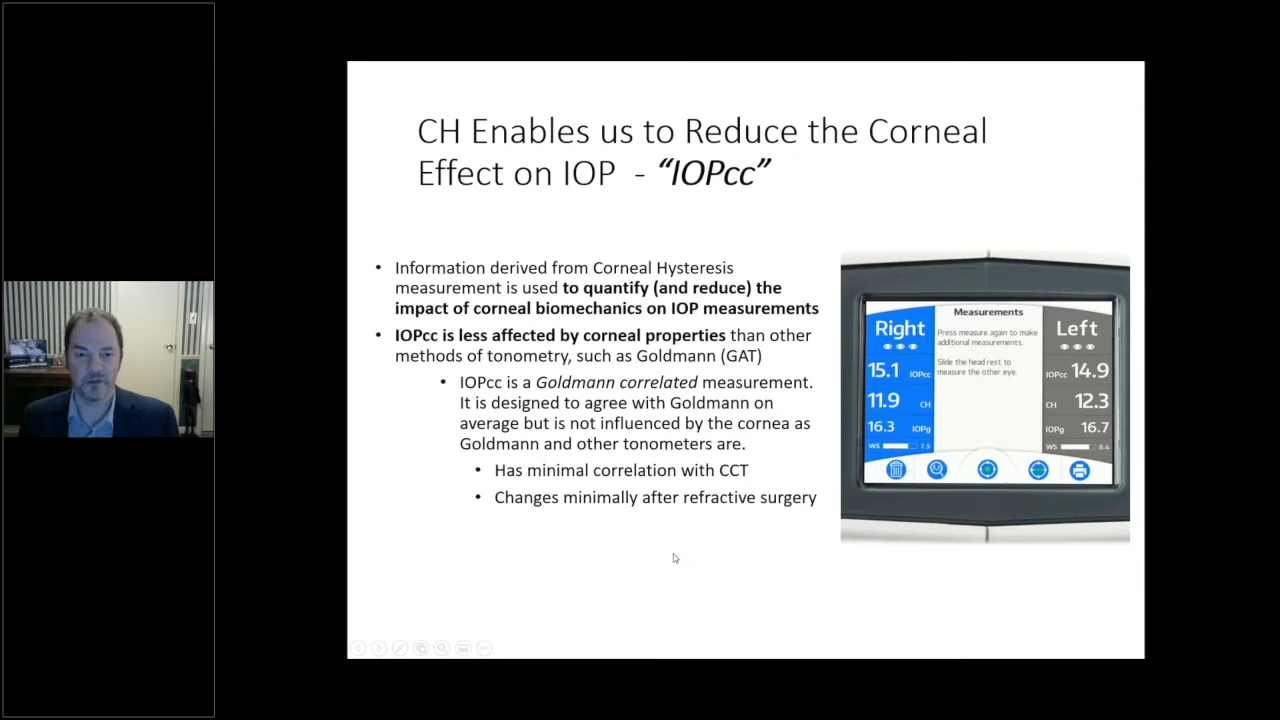 CH Enables us to Reduce the Corneal
Effect on IOP - “IOPcc”
• Information derived from Corneal Hysteresis
measurement is used to quantify (and reduce) the
impact of corneal biomechanics on IOP measurements
• IOPcc is less affected by corneal properties than other
methods of tonometry, such as Goldmann (GAT)
• IOPcc is a Goldmann correlated measurement.
It is designed to agree with Goldmann on
average but is not influenced by the cornea as
Goldmann and other tonometers are.
• Has minimal correlation with CCT
• Changes minimally after refractive surgery
Measurements
Right
Press measure again to make
additional measurements.
Slide the head rest to
measure the other eye.
Left
15.1 IOPcc
IOPcc 14.9
11.9 CH
CH 12.3
16.3 IOPg
IOPg 16.7
WS 7.5
WS 8.4